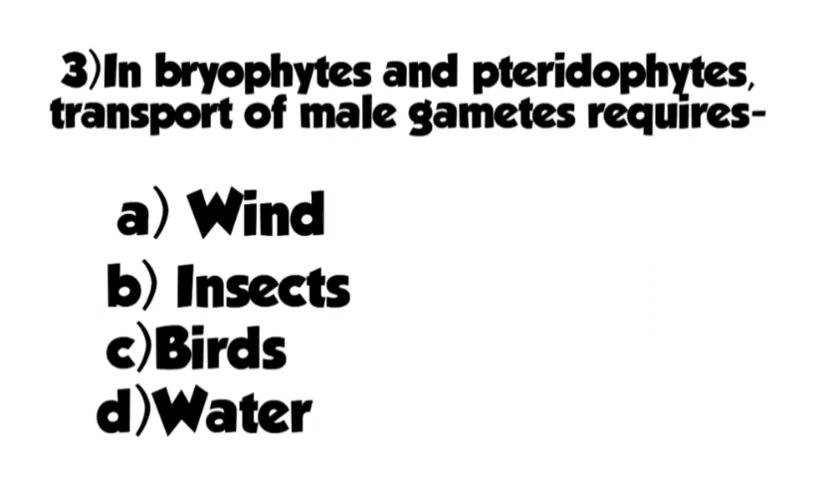 3)In bryophytes and pteridophytes,
transport of male gametes requires-
a) Wind
b) Insects
c)Birds
d)Water